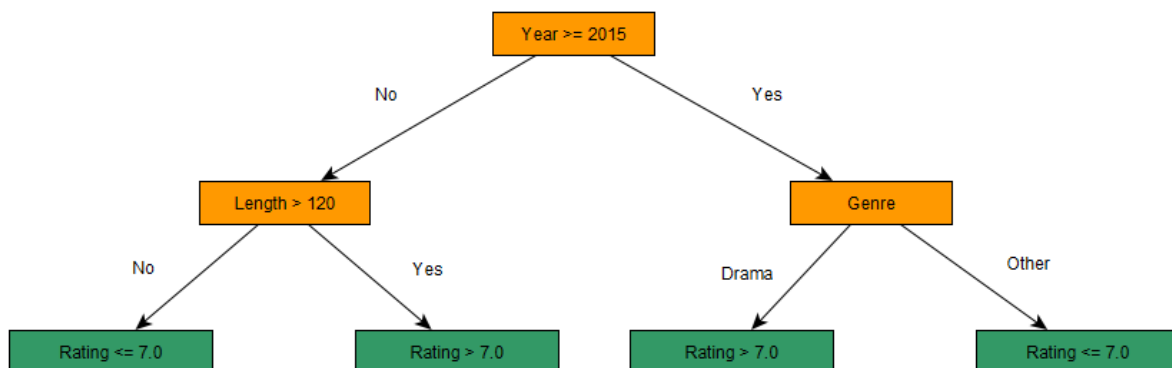 Year >= 2015
No
Yes
Length > 120
Genre
No
Yes
Drama
Other
Rating <= 7.0
Rating > 7.0
Rating > 7.0
Rating <= 7.0